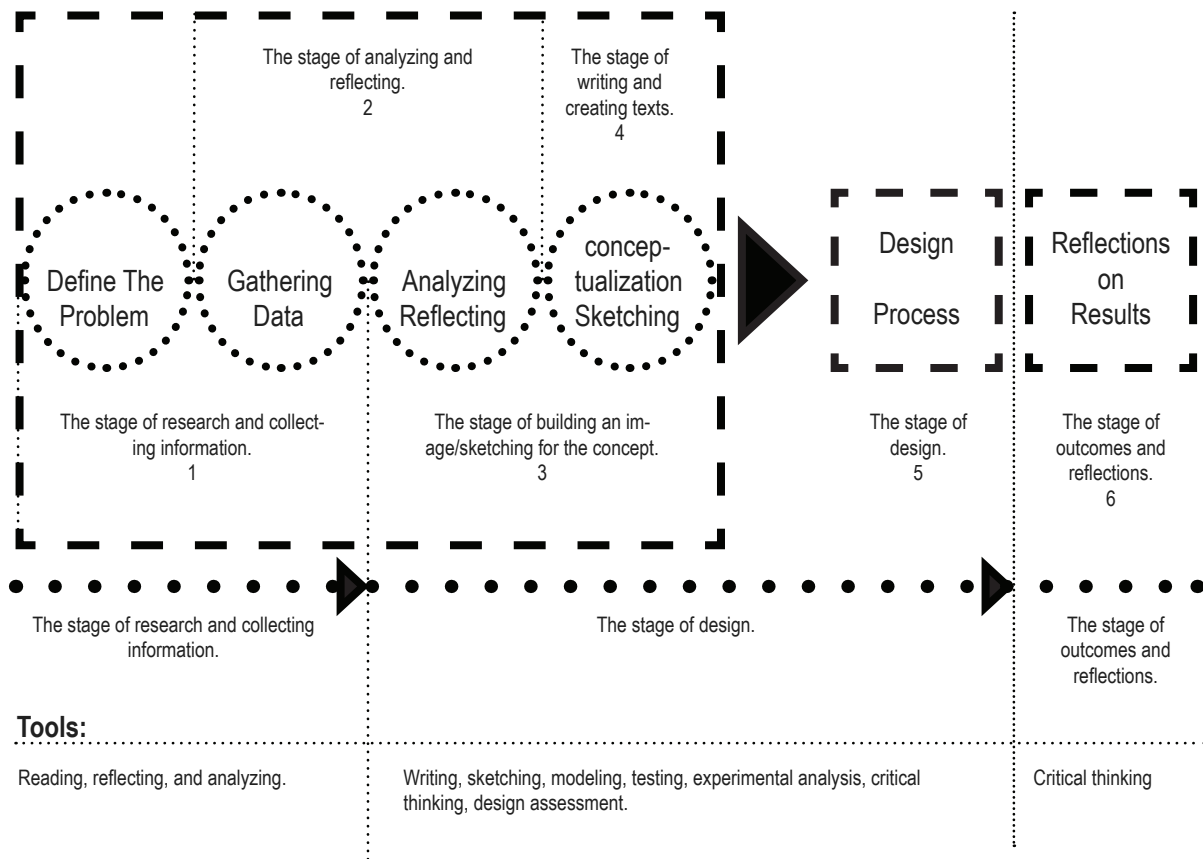 The stage of analyzing and
reflecting.
2
The stage of
writing and
creating texts.
4
Define The
Problem
Gathering
Data
Analyzing
Reflecting
concep-
tualization
Sketching
Design
Process
Reflections
on
Results
The stage of research and collect-
ing information.
1
The stage of building an im-
age/sketching for the concept.
3
The stage of
design.
5
The stage of
outcomes and
reflections.
6
The stage of research and collecting
information.
The stage of design.
The stage of
outcomes and
reflections.
Tools:
Reading, reflecting, and analyzing.
Writing, sketching, modeling, testing, experimental analysis, critical
thinking, design assessment.
Critical thinking